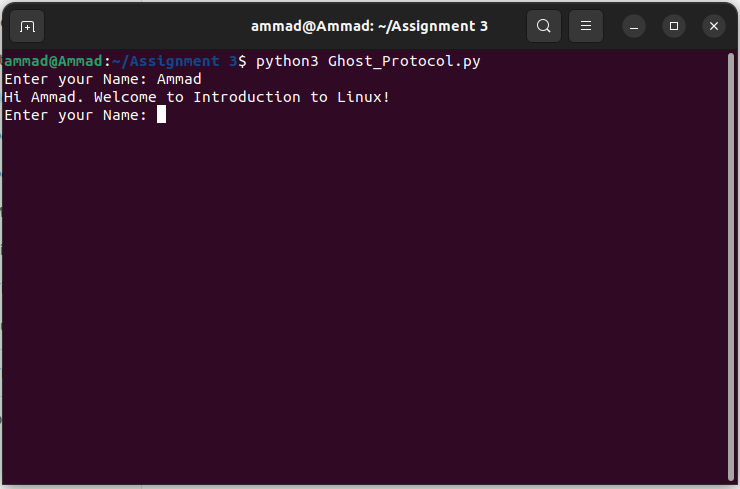 ammad@Ammad: ~/Assignment 3
ammad@Ammad:~/Assignment 3$ python3 Ghost_Protocol.py
Enter your Name: Ammad
Hi Ammad. Welcome to Introduction to Linux!
Enter your Name: